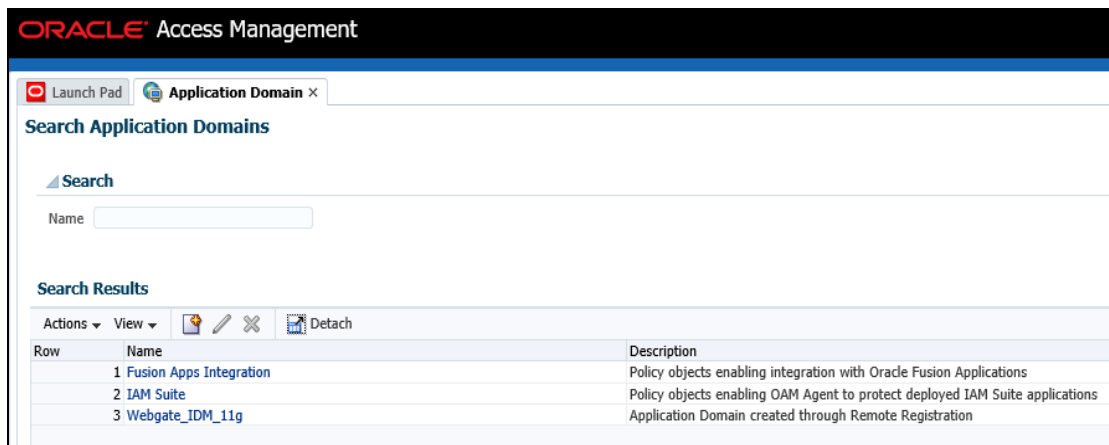 ORACLE Access Management
Launch Pad Application Domain ×
Search Application Domains
Search
Name
Search Results
Actions View Detach
Row Name Description
1 Fusion Apps Integration Policy objects enabling integration with Oracle Fusion Applications
2 IAM Suite Policy objects enabling OAM Agent to protect deployed IAM Suite applications
3 Webgate_IDM_11g Application Domain created through Remote Registration